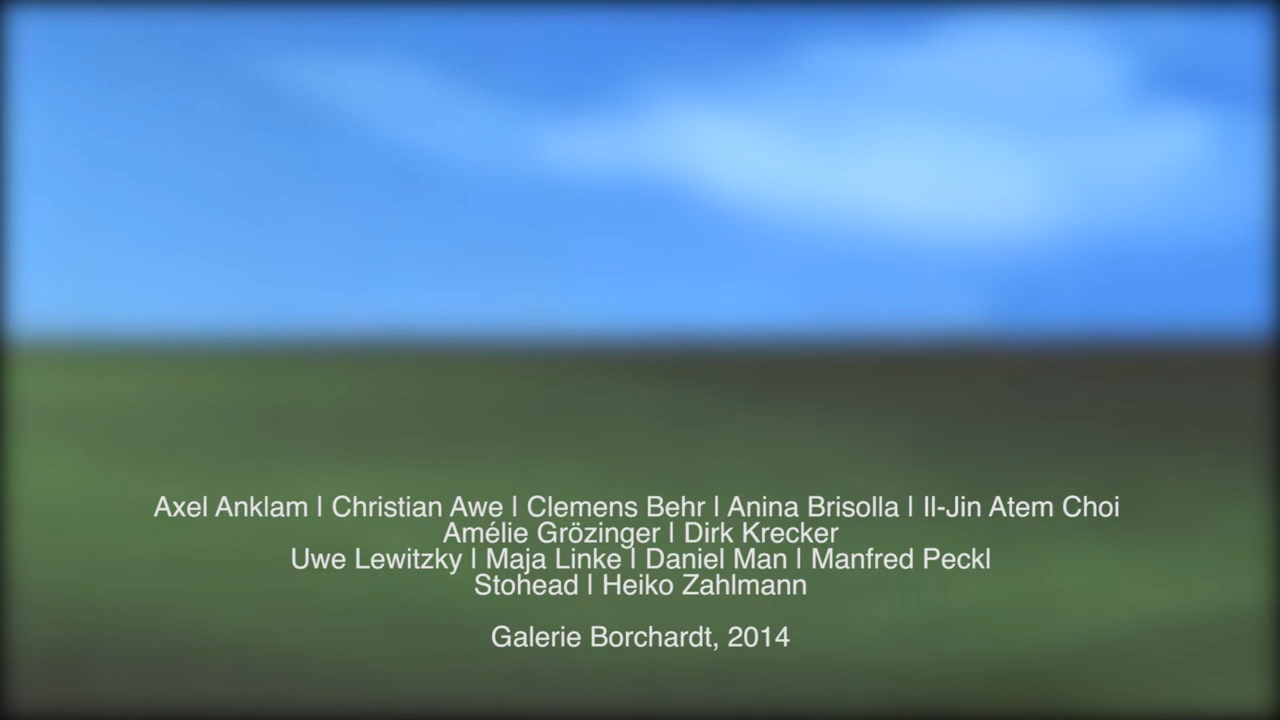 Axel Anklam | Christian Awe | Clemens Behr | Anina Brisolla | Il-Jin Atem Choi
Amélie Grözinger | Dirk Krecker
Uwe Lewitzky | Maja Linke | Daniel Man | Manfred Peckl
Stohead | Heiko Zahlmann
Galerie Borchardt, 2014